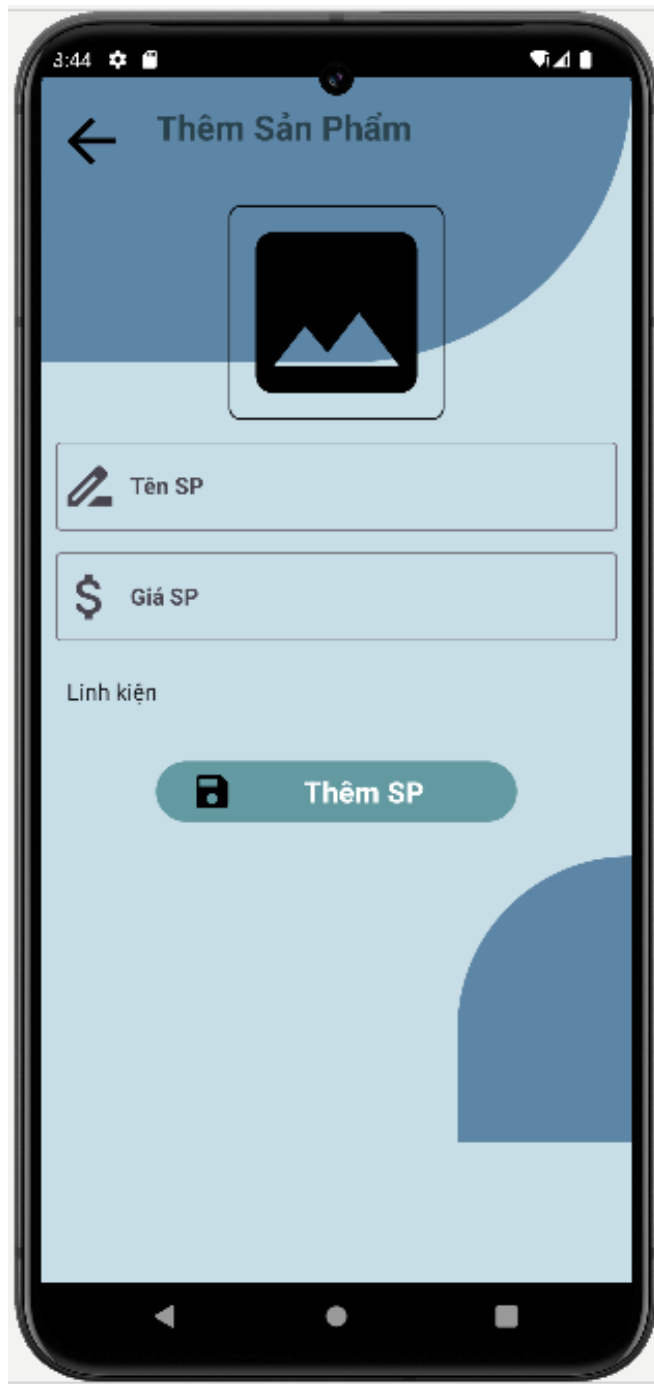 3:44
Thêm Sản Phẩm
Tên SP
$ Giá SP
Linh kiện
Thêm SP